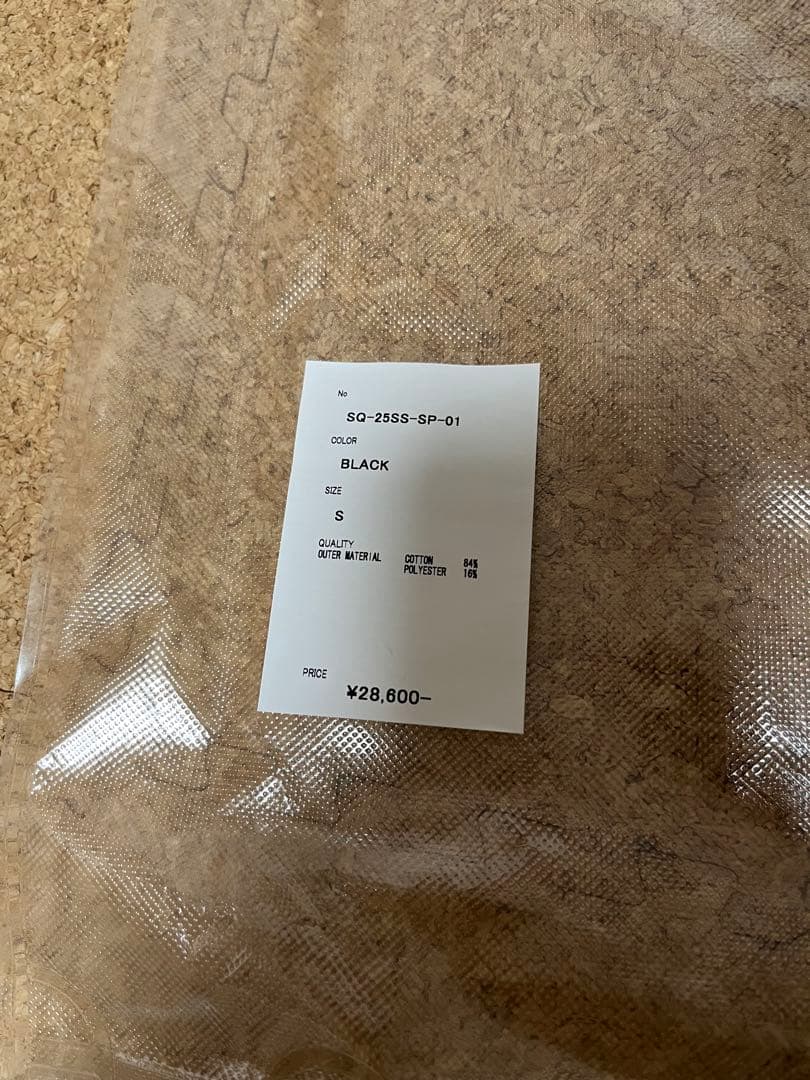 No
SQ-25SS-SP-01
COLOR
BLACK
SIZE
S
QUALITY
OUTER MATERIAL COTTON 84%
POLYESTER 16%
PRICE
¥28,600-